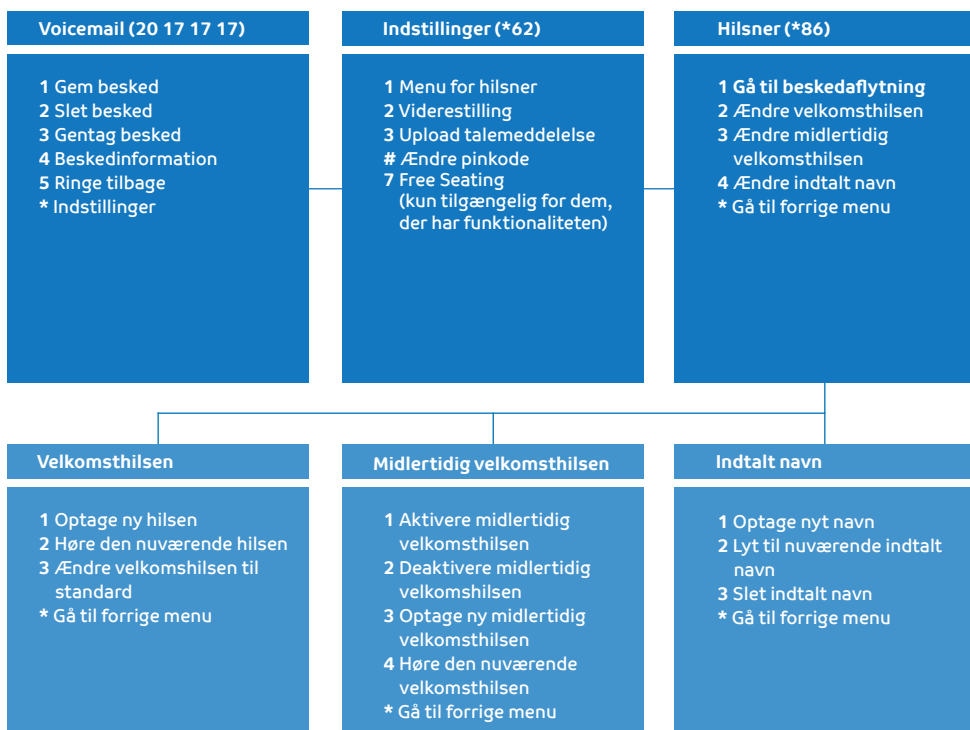 Voicemail (20 17 17 17)
1 Gem besked
2 Slet besked
3 Gentag besked
4 Beskedinformation
5 Ringe tilbage
* Indstillinger
Indstillinger (*62)
1 Menu for hilsner
2 Viderestilling
3 Upload talemeddelelse
# Ændre pinkode
7 Free Seating
(kun tilgængelig for dem,
der har funktionaliteten)
Hilsner (*86)
1 Gå til beskedaflytning
2 Ændre velkomsthilsen
3 Ændre midlertidig
velkomsthilsen
4 Ændre indtalt navn
* Gå til forrige menu
Velkomsthilsen
1 Optage ny hilsen
2 Høre den nuværende hilsen
3 Ændre velkomshilsen til
standard
* Gå til forrige menu
Midlertidig velkomsthilsen
1 Aktivere midlertidig
velkomsthilsen
2 Deaktivere midlertidig
velkomshilsen
3 Optage ny midlertidig
velkomsthilsen
4 Høre den nuværende
velkomsthilsen
* Gå til forrige menu
Indtalt navn
1 Optage nyt navn
2 Lyt til nuværende indtalt
navn
3 Slet indtalt navn
* Gå til forrige menu